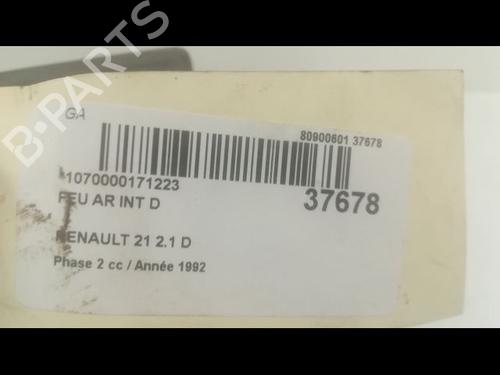 GA
80900601 37678
*1070000171223
37678
FEU AR INT D
RENAULT 21 2.1 D
Phase 2 cc / Année 1992
B-PARTS